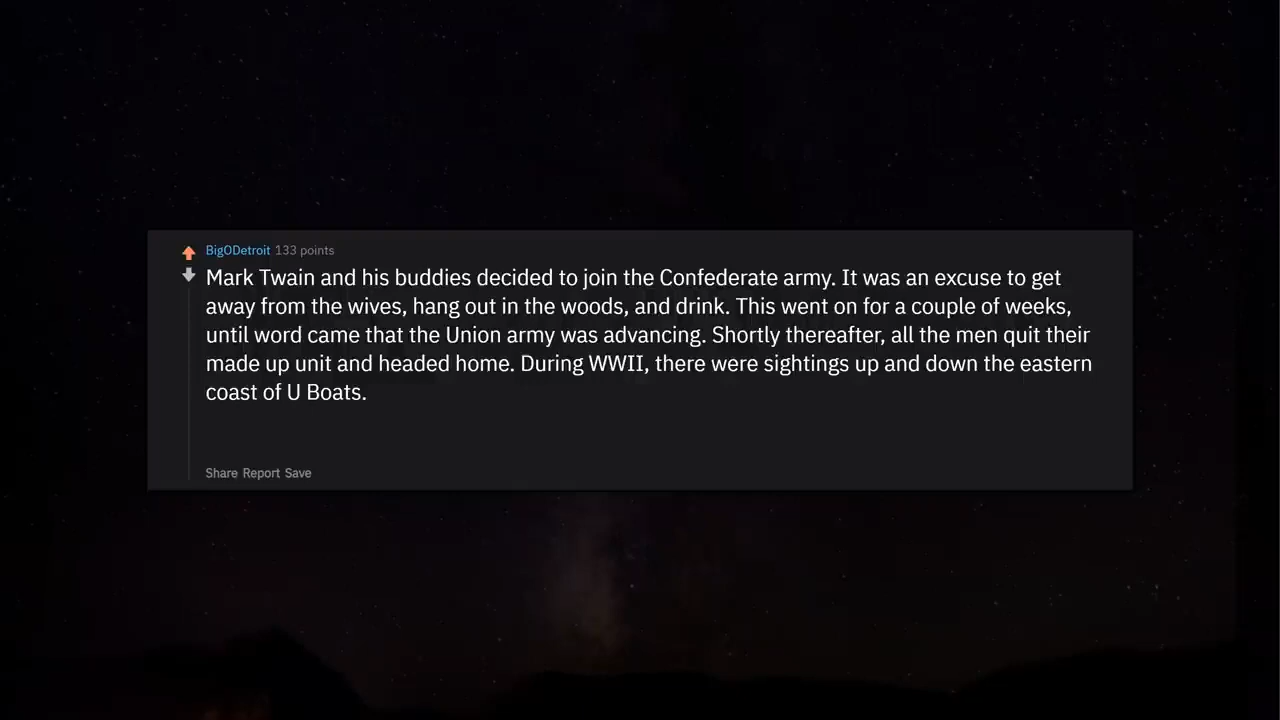 BigODetroit 133 points
Mark Twain and his buddies decided to join the Confederate army. It was an excuse to get
away from the wives, hang out in the woods, and drink. This went on for a couple of weeks,
until word came that the Union army was advancing. Shortly thereafter, all the men quit their
made up unit and headed home. During WWII, there were sightings up and down the eastern
coast of U Boats.
Share Report Save